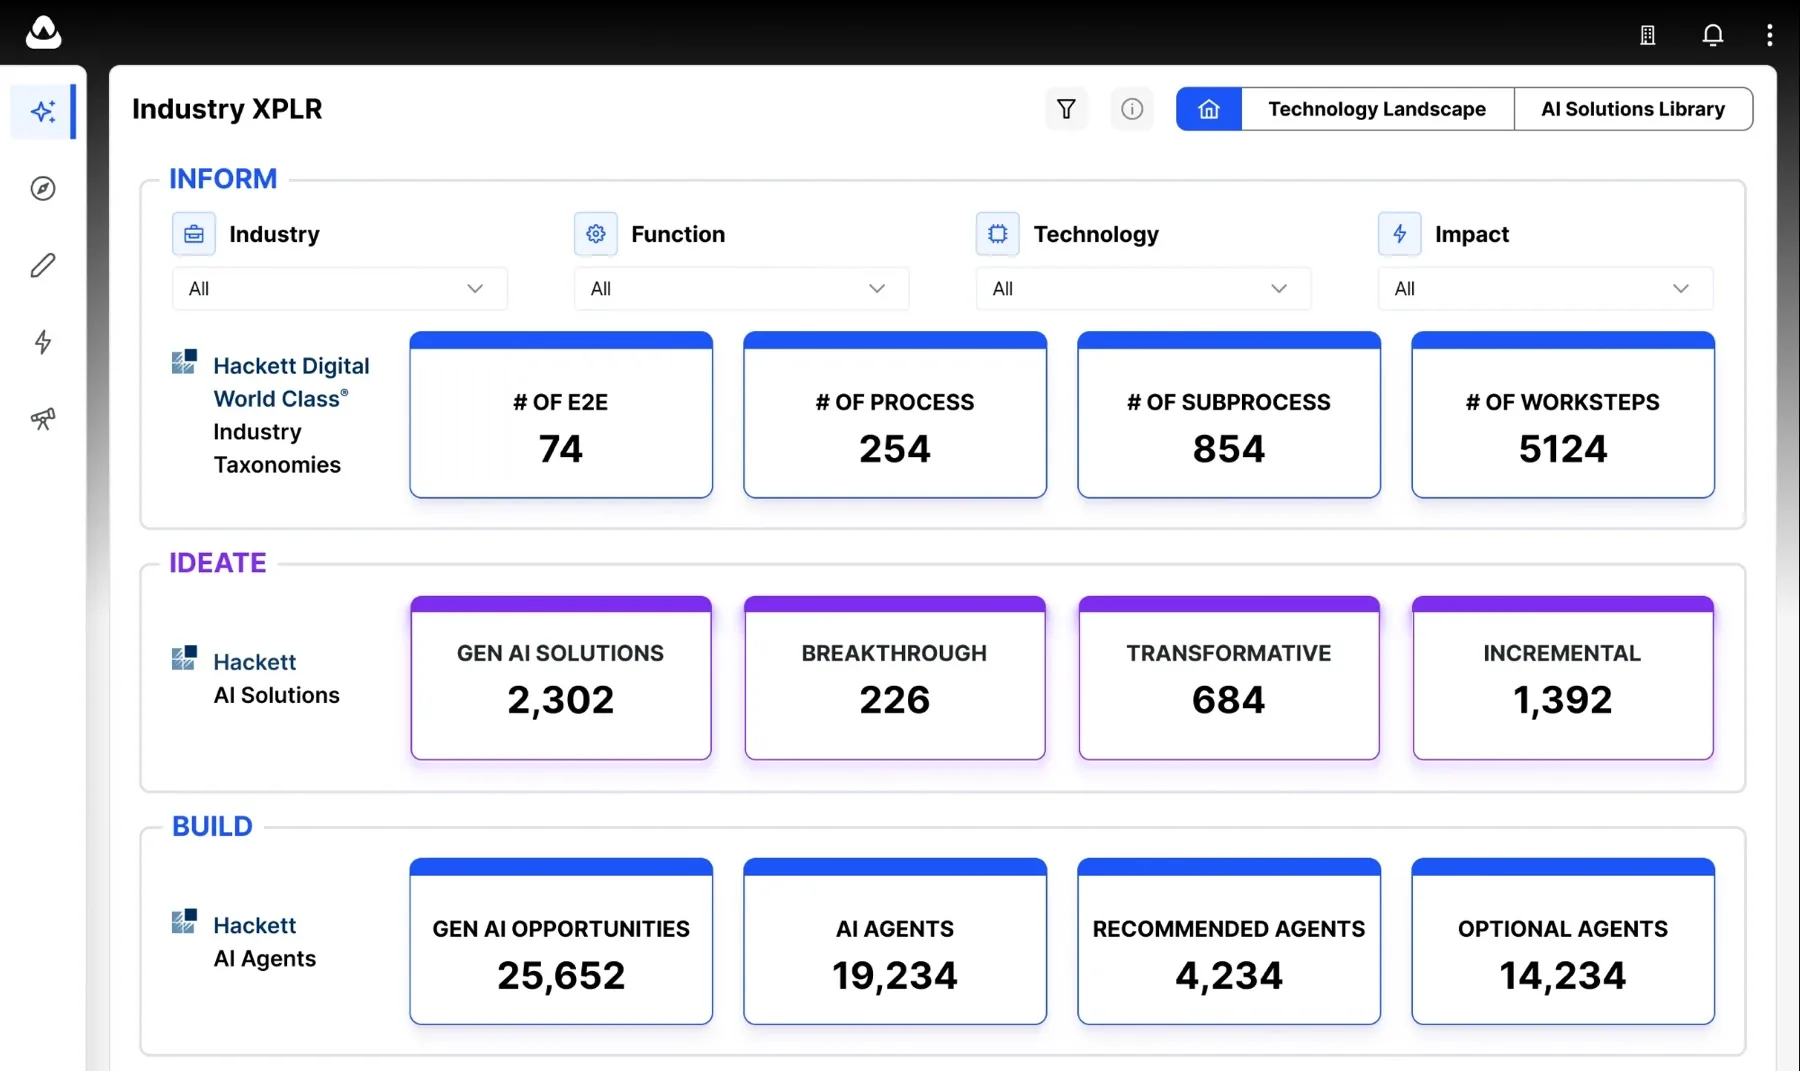 Industry XPLR
Technology Landscape
AI Solutions Library
INFORM
Industry
Function
Technology
Impact
All
All
All
All
Hackett Digital
World Class®
Industry
Taxonomies
# OF E2E
74
# OF PROCESS
254
# OF SUBPROCESS
854
# OF WORKSTEPS
5124
IDEATE
Hackett
AI Solutions
GEN AI SOLUTIONS
2,302
BREAKTHROUGH
226
TRANSFORMATIVE
684
INCREMENTAL
1,392
BUILD
Hackett
AI Agents
GEN AI OPPORTUNITIES
25,652
AI AGENTS
19,234
RECOMMENDED AGENTS
4,234
OPTIONAL AGENTS
14,234